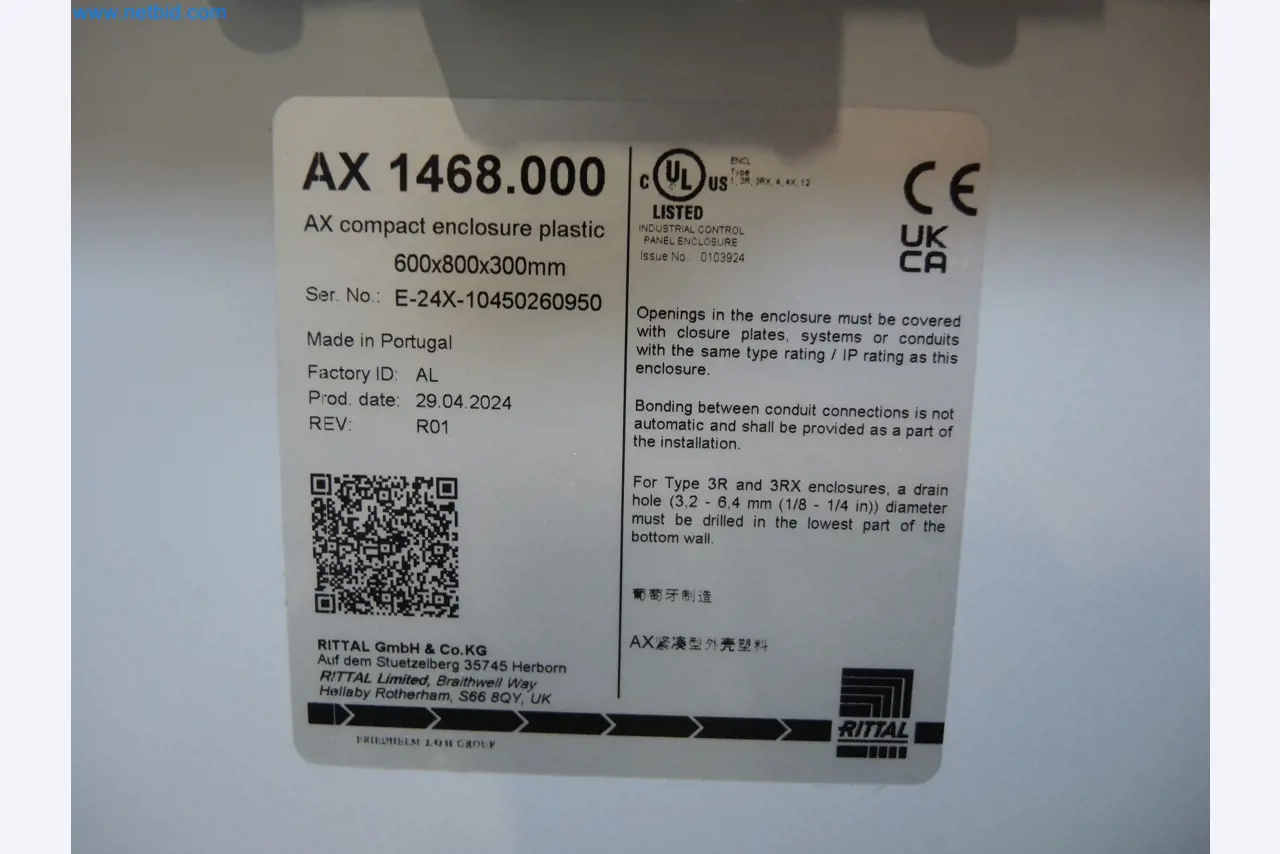 www.netbid.com
AX 1468.000
AX compact enclosure plastic
600x800x300mm
Ser. No.: E-24X-10450260950
Made in Portugal
Factory ID: AL
Prod. date: 29.04.2024
REV: R01
RITTAL GmbH & Co.KG
Auf dem Stuetzelberg 35745 Herborn
RITTAL Limited, Braithwell Way
Hellaby Rotherham, S66 8QY, UK
FRIEDHELM LOH GROUP
C UL US
LISTED
ENCL
Type
1, 3R, 3RX, 4, 4X, 12
INDUSTRIAL CONTROL
PANEL ENCLOSURE
Issue No.: 0103924
CE
UK
CA
Openings in the enclosure must be covered
with closure plates, systems or conduits
with the same type rating / IP rating as this
enclosure.
Bonding between conduit connections is not
automatic and shall be provided as a part of
the installation.
For Type 3R and 3RX enclosures, a drain
hole (3,2 - 6,4 mm (1/8 - 1/4 in)) diameter
must be drilled in the lowest part of the
bottom wall.
葡萄牙制造
AX紧凑型外壳塑料
RITTAL